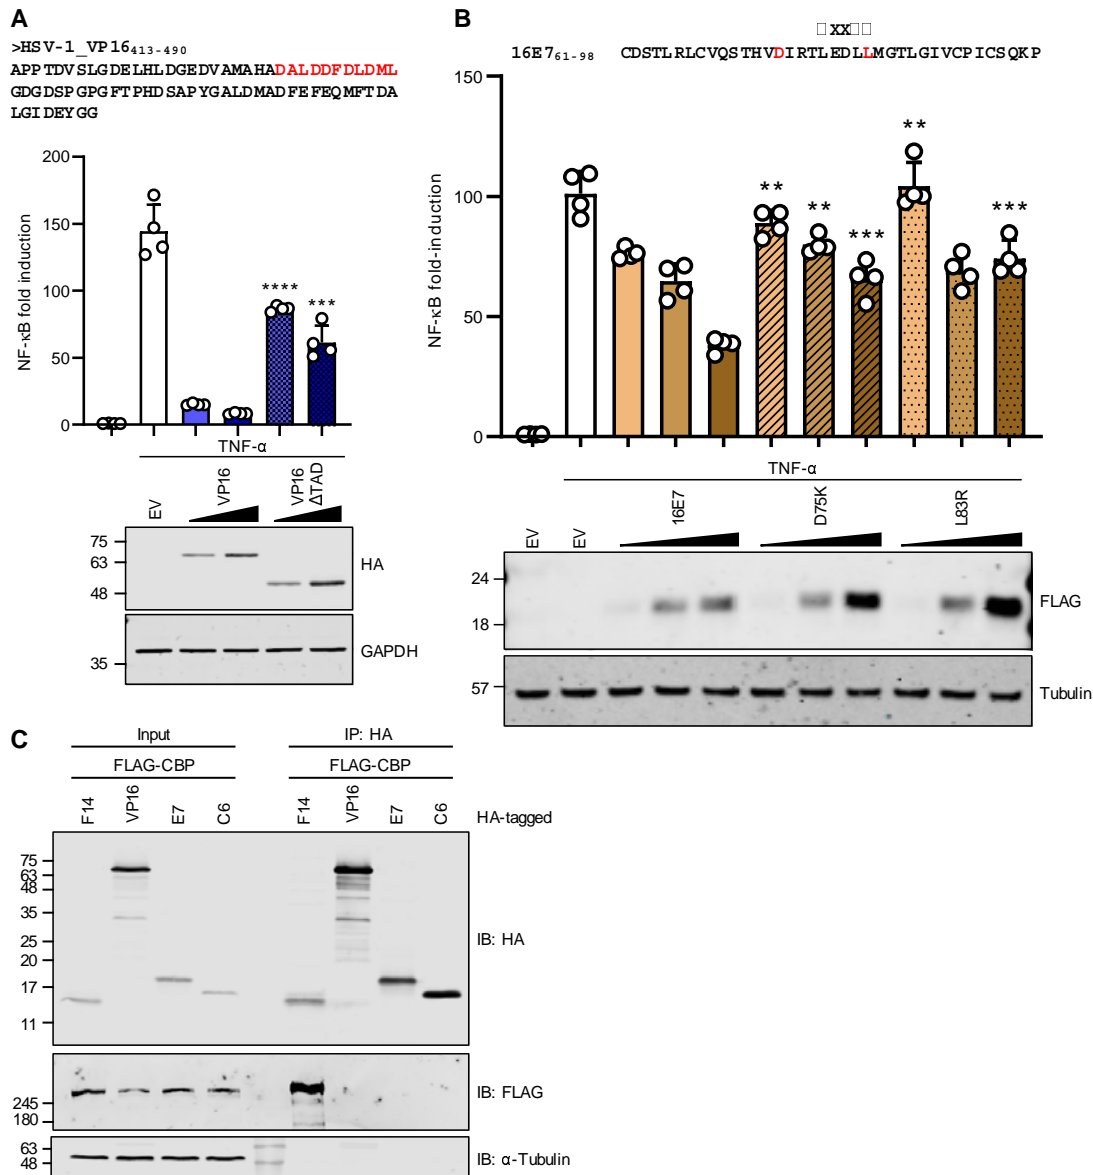 A
>HSV-1_VP16413-490
APPTDVSLGDELHLDGEDVAMAHADALDDFDLDML
GDGDSPGPGFTPHDSAPYGALDMADFEFEQMFTDA
LGIDEYGG
NF-κB fold induction
200
150
100
50
0
**** ***
TNF-α
EV
VP16
VP16 ΔTAD
75
63
48
HA
35
GAPDH
B
□XX□□
16E761-98 CDSTLRLCVQSTHVDIRTLEDLLMGTLGIVCPICSQKP
NF-κB fold-induction
150
100
50
0
** ** *** ** ***
TNF-α
EV
EV
16E7
D75K
L83R
24
18
FLAG
57
Tubulin
C
Input IP: HA
FLAG-CBP FLAG-CBP
F14 VP16 E7 C6 F14 VP16 E7 C6 HA-tagged
75
63
48
35
25
20
17
11
IB: HA
245
180
IB: FLAG
63
48
IB: α-Tubulin